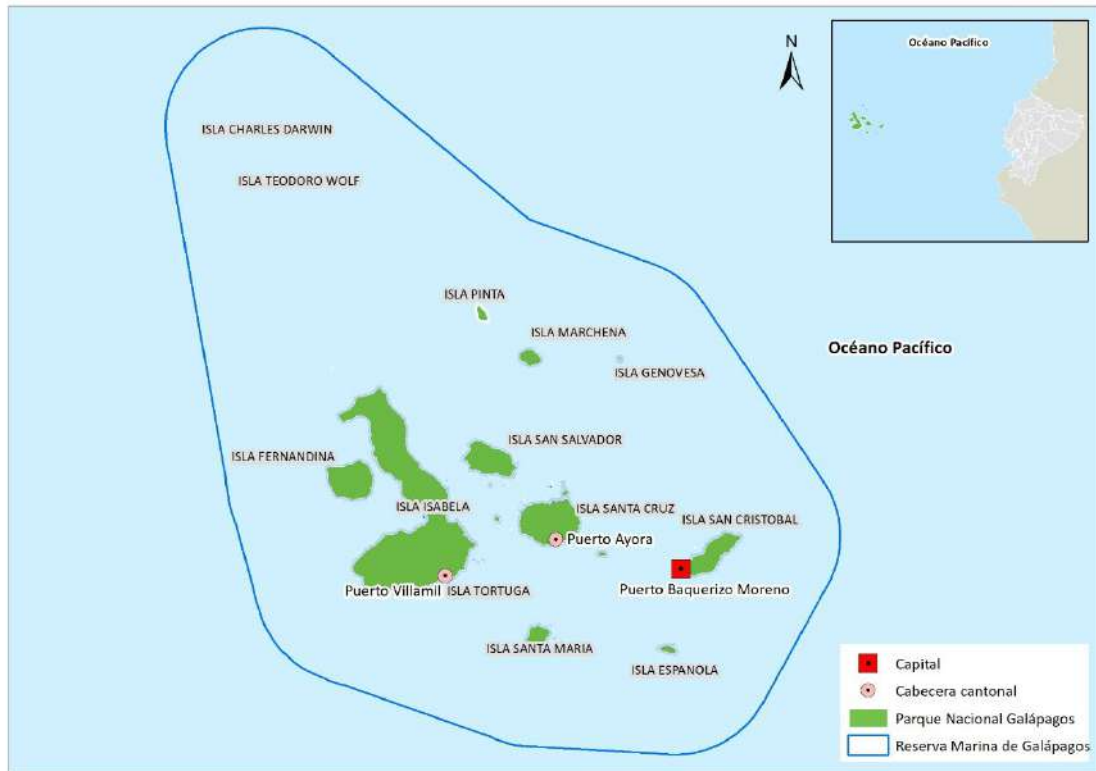 N
Océano Pacífico
ISLA CHARLES DARWIN
ISLA TEODORO WOLF
ISLA PINTA
ISLA MARCHENA
Océano Pacífico
ISLA GENOVESA
ISLA SAN SALVADOR
ISLA FERNANDINA
ISLA ISABELA
ISLA SANTA CRUZ
ISLA SAN CRISTOBAL
Puerto Ayora
Puerto Villamil
ISLA TORTUGA
Puerto Baquerizo Moreno
ISLA SANTA MARIA
ISLA ESPANOLA
Capital
Cabecera cantonal
Parque Nacional Galápagos
Reserva Marina de Galápagos